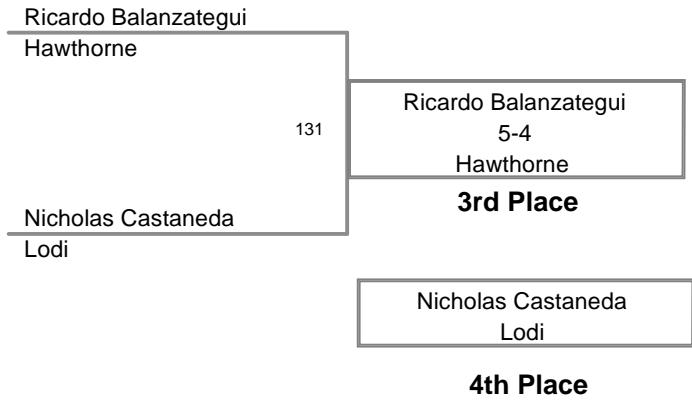 Ricardo Balanzategui
Hawthorne
131
Ricardo Balanzategui
5-4
Hawthorne
3rd Place
Nicholas Castaneda
Lodi
Nicholas Castaneda
Lodi
4th Place